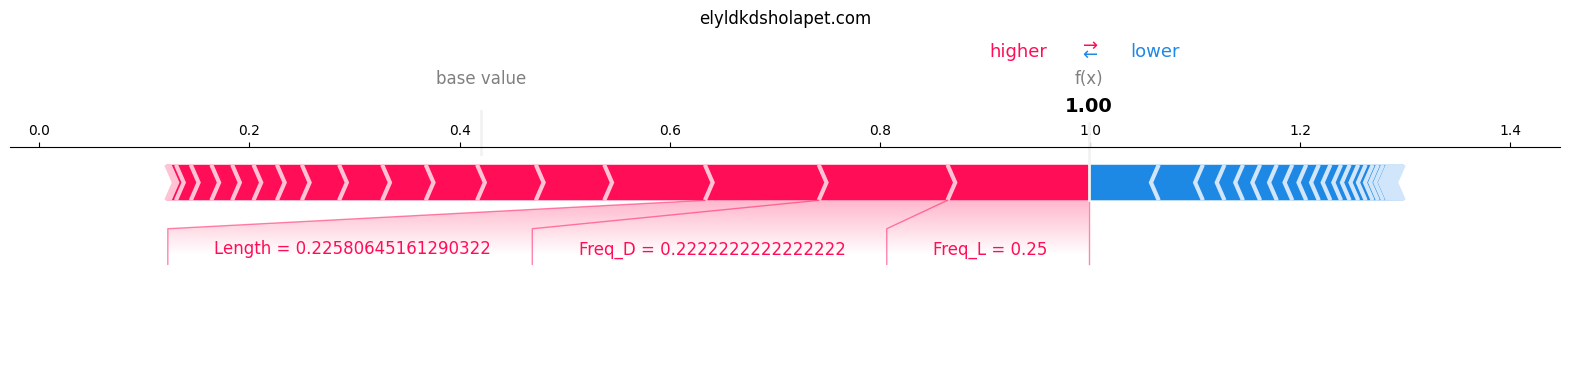 elyldkdsholapet.com
higher → lower
←
base value f(x)
1.00
0.0 0.2 0.4 0.6 0.8 1.0 1.2 1.4
Length = 0.22580645161290322 Freq_D = 0.2222222222222222 Freq_L = 0.25